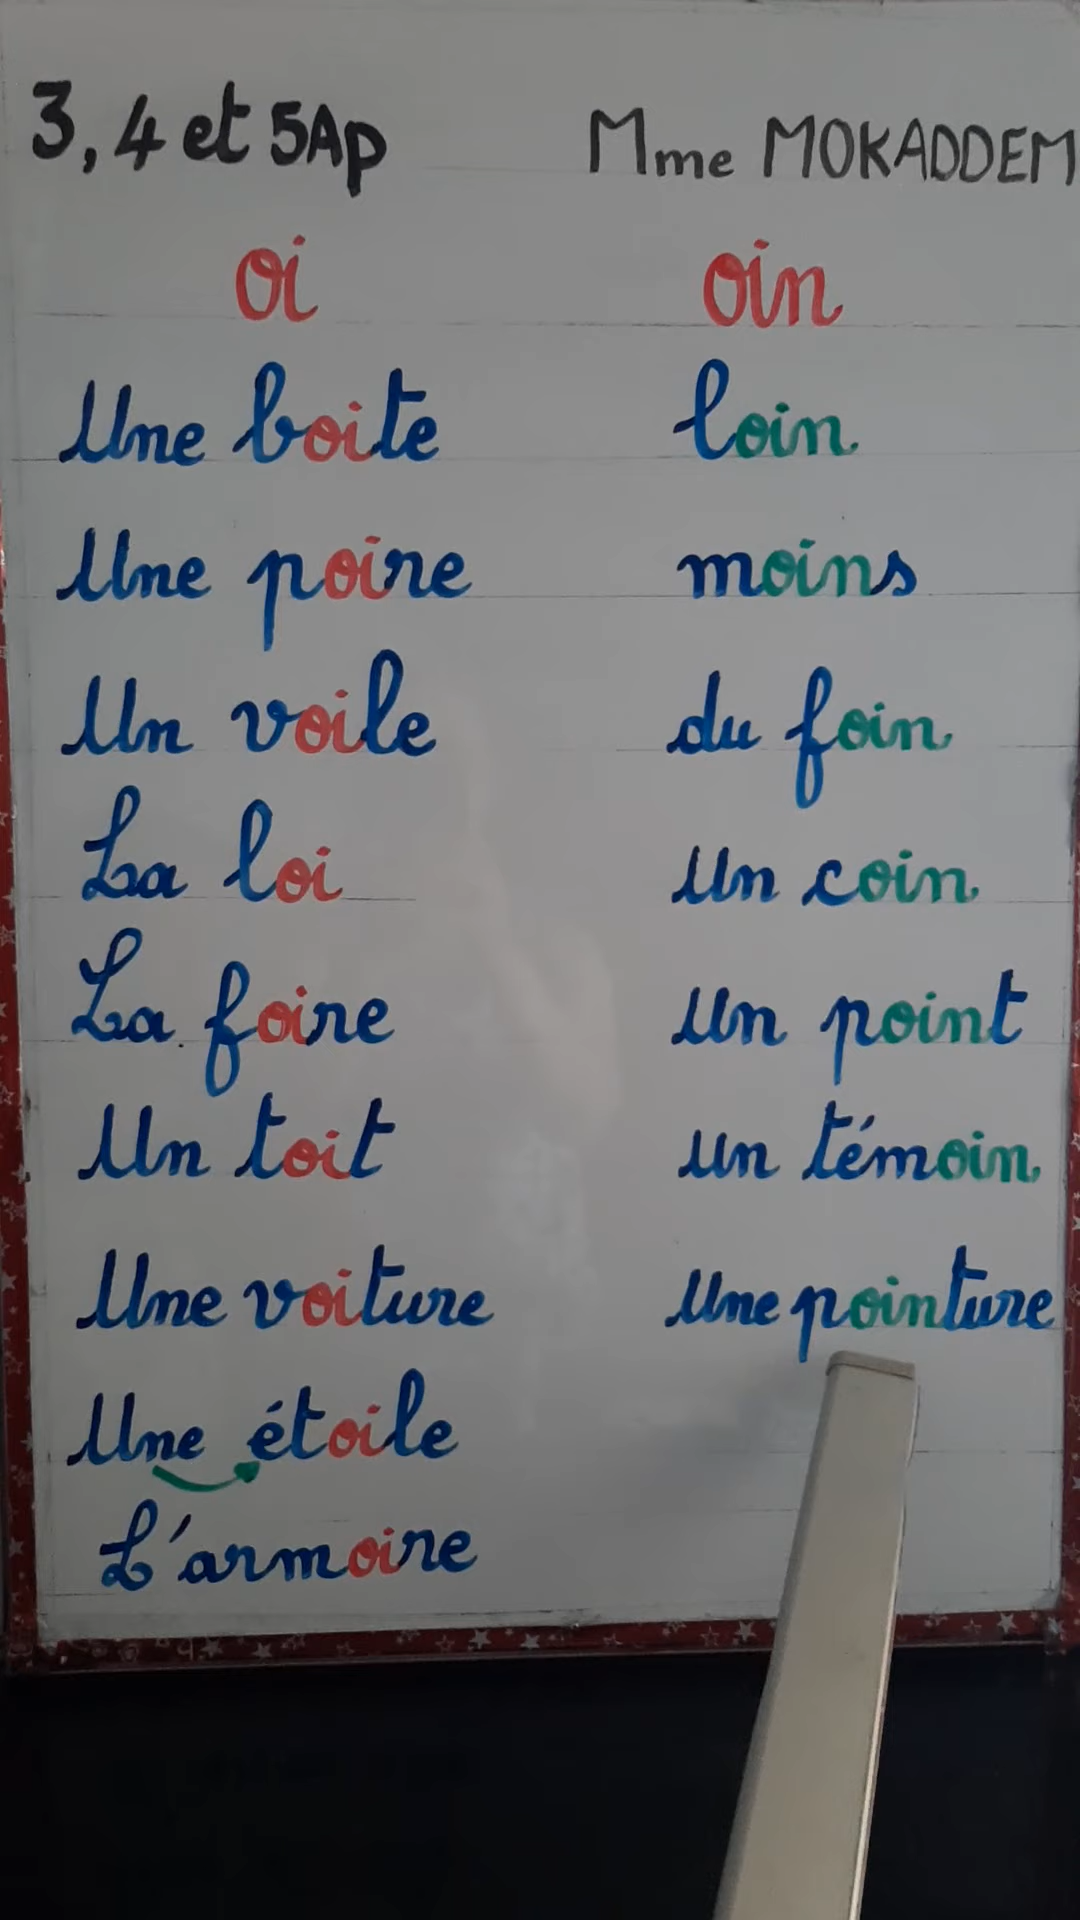 3, 4 et 5Ap Mme MOKADDEM
oi oin
Une boite loin
Une poire moins
Un voile du foin
La loi Un coin
La foire Un point
Un toit Un témoin
Une voiture Une pointure
Une étoile
L'armoire